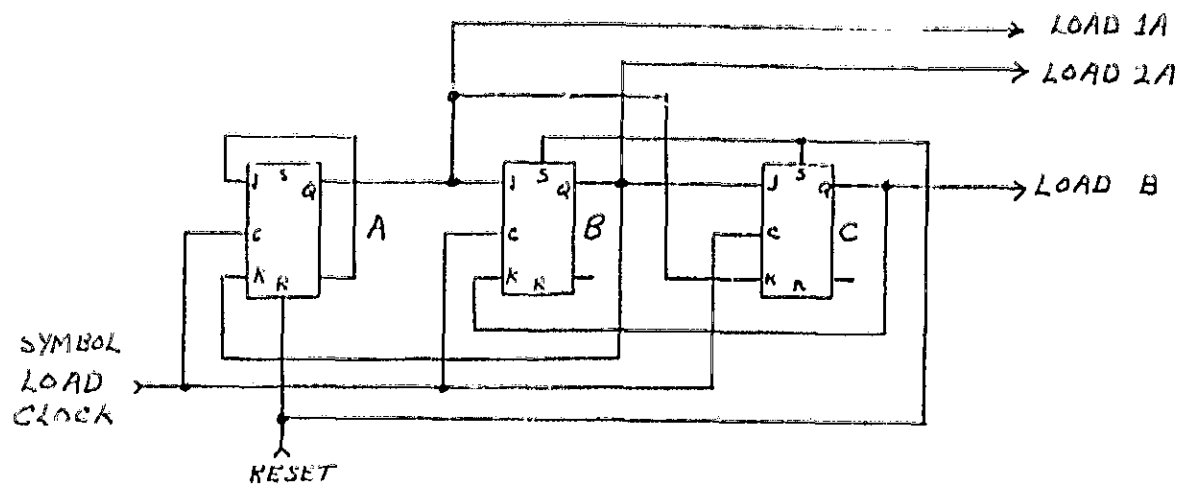 LOAD 1A
LOAD 2A
J S Q
C
K R
A
J S Q
C
K R
B
J S Q
C
K R
C
LOAD B
SYMBOL
LOAD
CLOCK
RESET